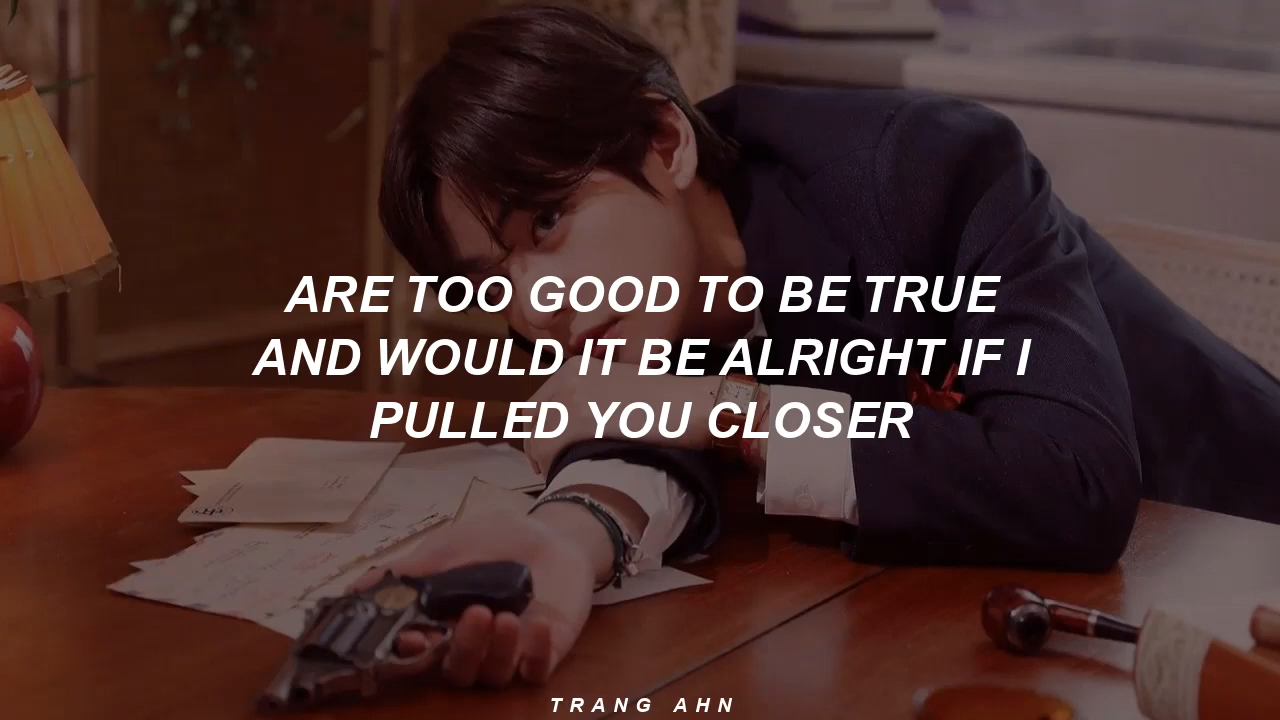 ARE TOO GOOD TO BE TRUE
AND WOULD IT BE ALRIGHT IF I
PULLED YOU CLOSER
TRANG AHN